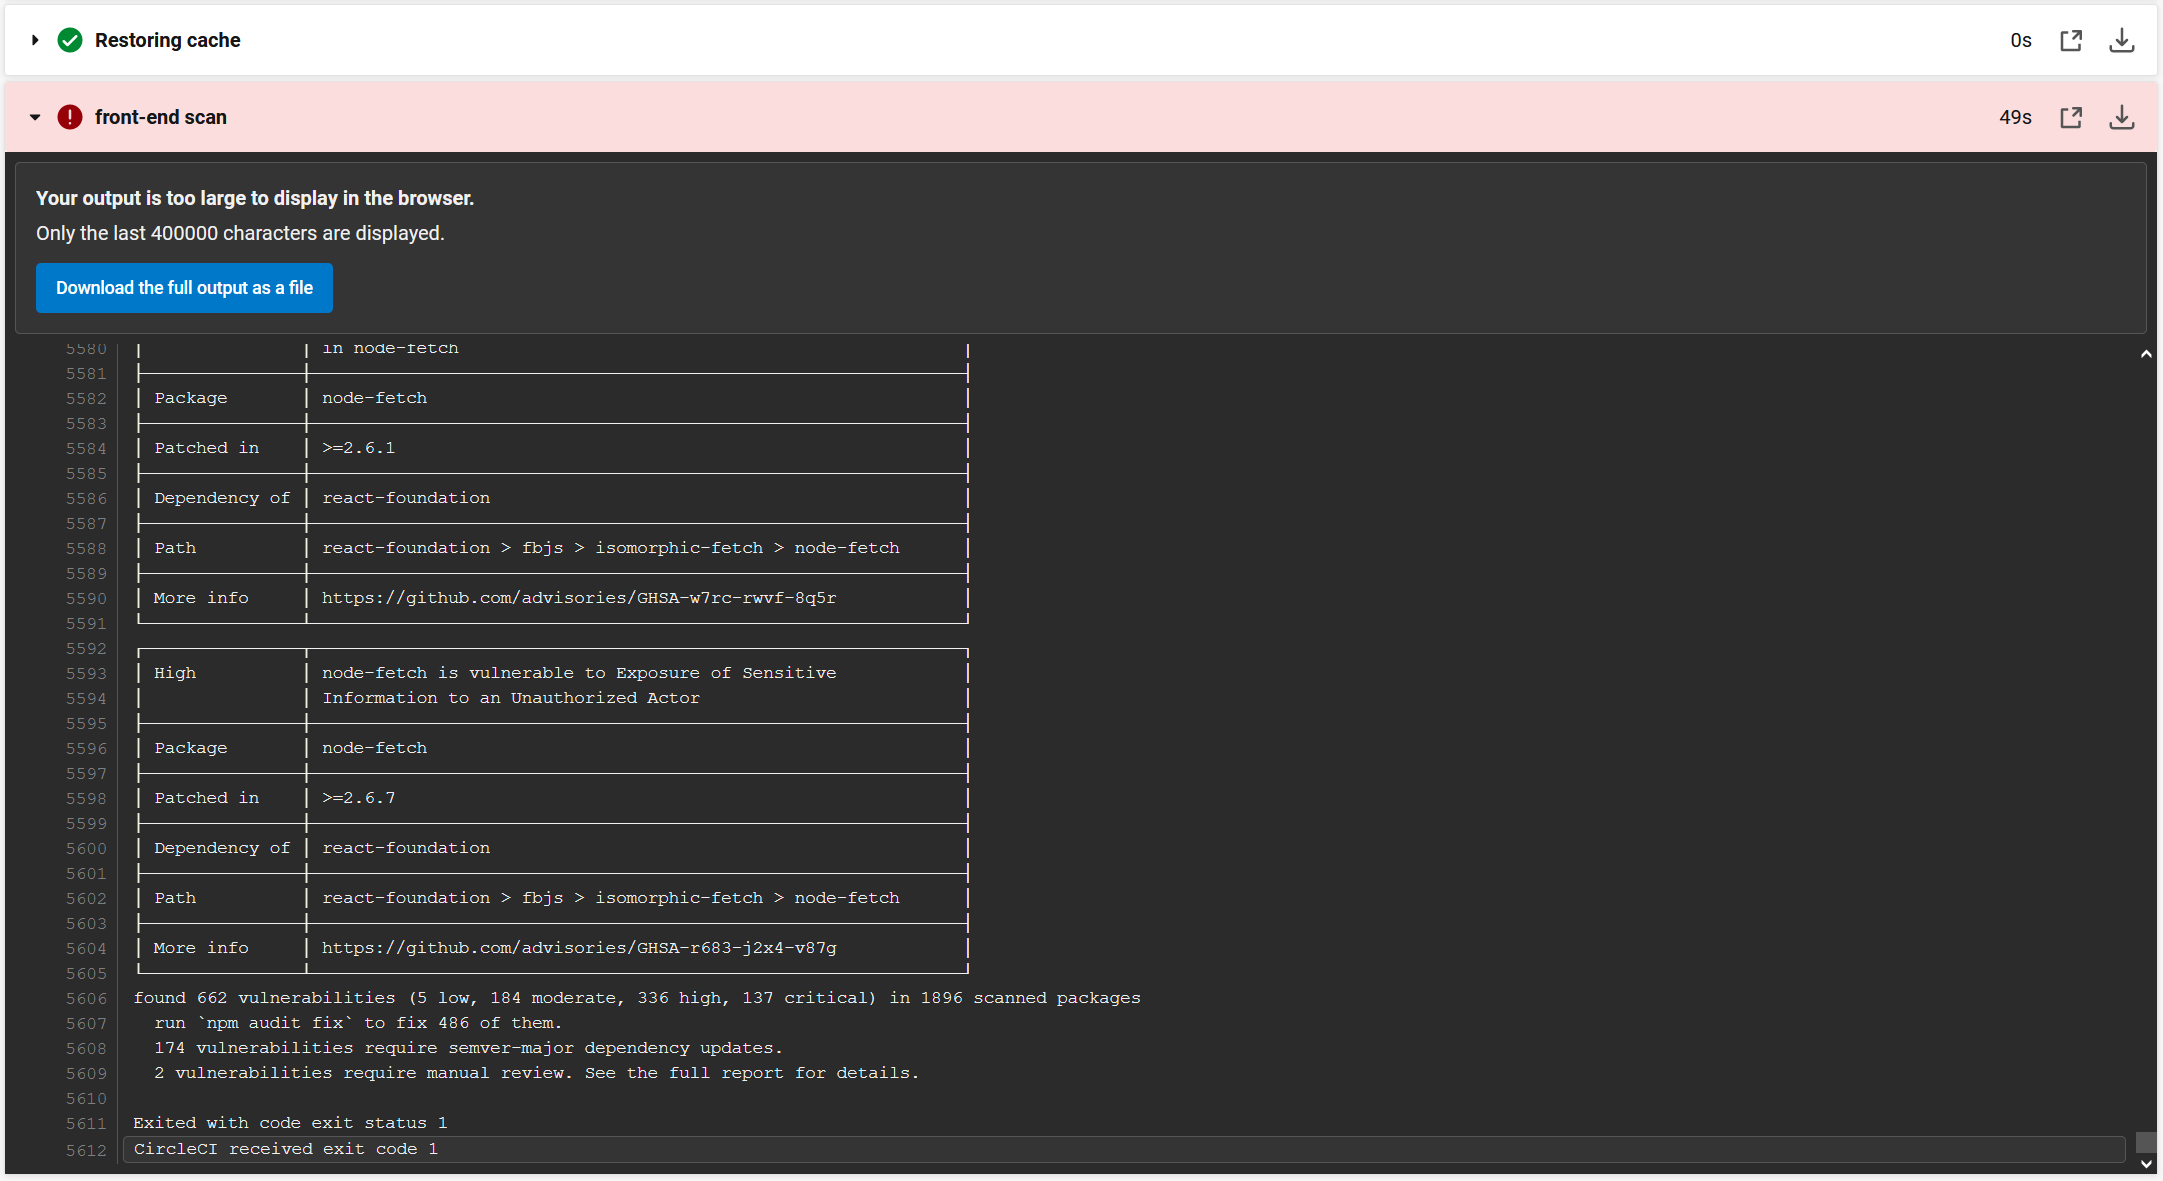 Restoring cache 0s
front-end scan 49s
Your output is too large to display in the browser.
Only the last 400000 characters are displayed.
Download the full output as a file
5580 in node-fetch
5581
5582 Package node-fetch
5583
5584 Patched in >=2.6.1
5585
5586 Dependency of react-foundation
5587
5588 Path react-foundation > fbjs > isomorphic-fetch > node-fetch
5589
5590 More info https://github.com/advisories/GHSA-w7rc-rwvf-8q5r
5591
5592
5593 High node-fetch is vulnerable to Exposure of Sensitive
5594 Information to an Unauthorized Actor
5595
5596 Package node-fetch
5597
5598 Patched in >=2.6.7
5599
5600 Dependency of react-foundation
5601
5602 Path react-foundation > fbjs > isomorphic-fetch > node-fetch
5603
5604 More info https://github.com/advisories/GHSA-r683-j2x4-v87g
5605
5606 found 662 vulnerabilities (5 low, 184 moderate, 336 high, 137 critical) in 1896 scanned packages
5607 run `npm audit fix` to fix 486 of them.
5608 174 vulnerabilities require semver-major dependency updates.
5609 2 vulnerabilities require manual review. See the full report for details.
5610
5611 Exited with code exit status 1
5612 CircleCI received exit code 1